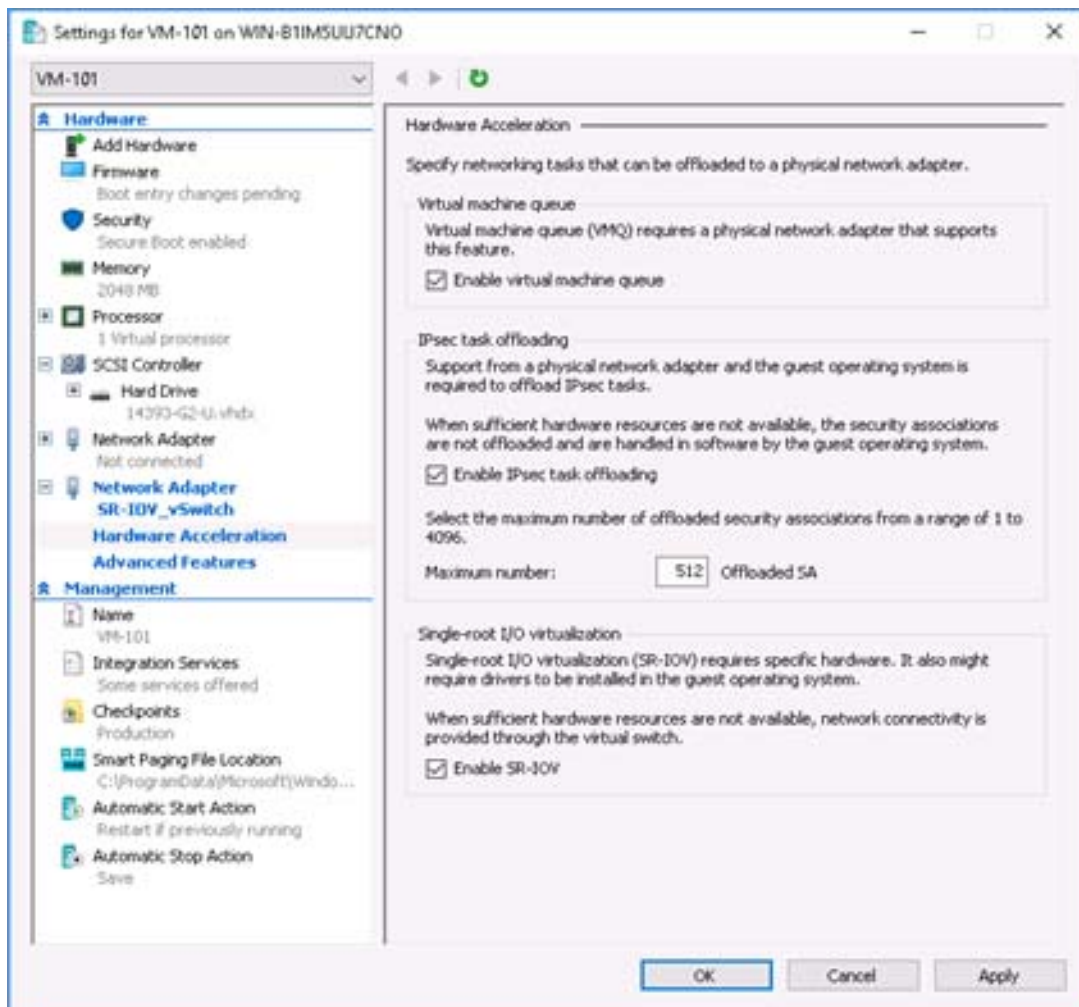 Settings for VM-101 on WIN-B1IM5UU7CNO
VM-101
Hardware
Add Hardware
Firmware
Boot entry changes pending
Security
Secure Boot enabled
Memory
2048 MB
Processor
1 Virtual processor
SCSI Controller
Hard Drive
14393-G2-U.vhdx
Network Adapter
Not connected
Network Adapter
SR-IOV_vSwitch
Hardware Acceleration
Advanced Features
Management
Name
VM-101
Integration Services
Some services offered
Checkpoints
Production
Smart Paging File Location
C:\ProgramData\Microsoft\Windo...
Automatic Start Action
Restart if previously running
Automatic Stop Action
Save
Hardware Acceleration
Specify networking tasks that can be offloaded to a physical network adapter.
Virtual machine queue
Virtual machine queue (VMQ) requires a physical network adapter that supports
this feature.
Enable virtual machine queue
IPsec task offloading
Support from a physical network adapter and the guest operating system is
required to offload IPsec tasks.
When sufficient hardware resources are not available, the security associations
are not offloaded and are handled in software by the guest operating system.
Enable IPsec task offloading
Select the maximum number of offloaded security associations from a range of 1 to
4096.
Maximum number: 512 Offloaded SA
Single-root I/O virtualization
Single-root I/O virtualization (SR-IOV) requires specific hardware. It also might
require drivers to be installed in the guest operating system.
When sufficient hardware resources are not available, network connectivity is
provided through the virtual switch.
Enable SR-IOV
OK Cancel Apply